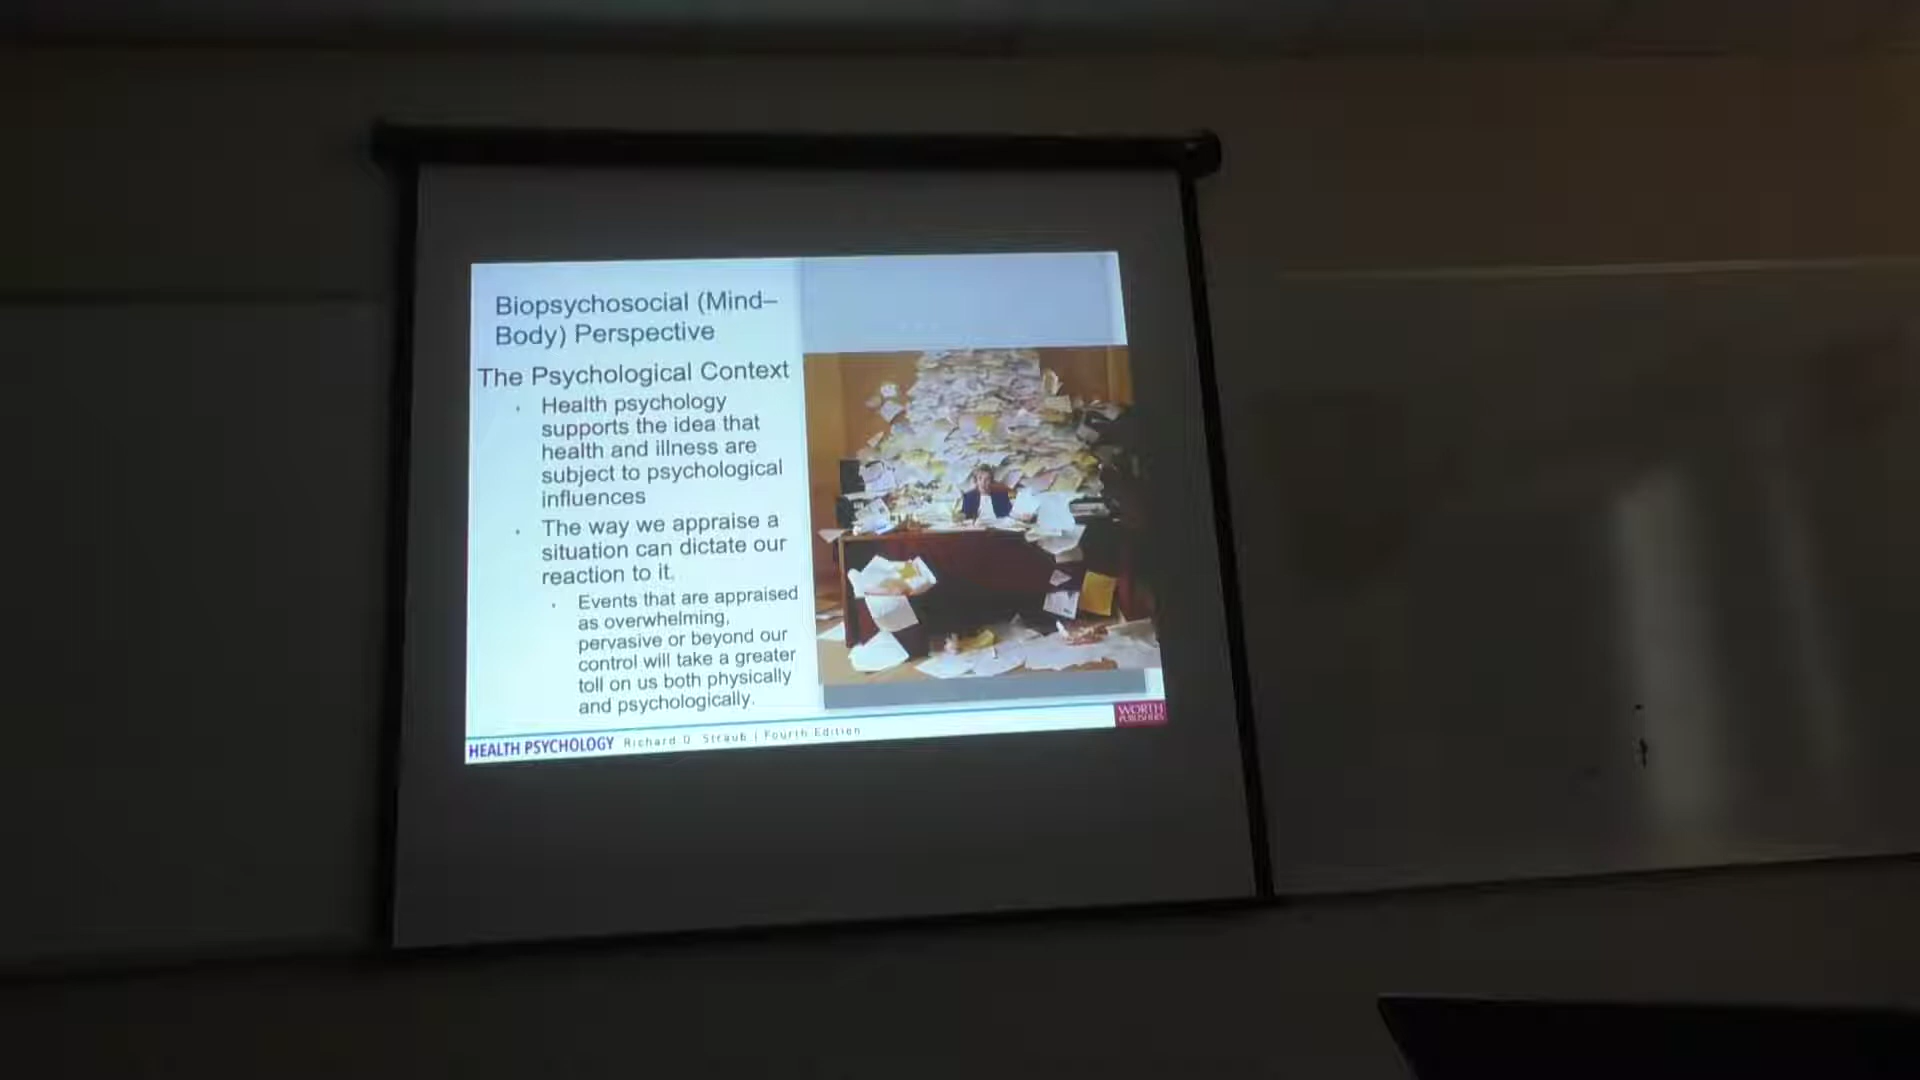 Biopsychosocial (Mind–
Body) Perspective
The Psychological Context
· Health psychology
supports the idea that
health and illness are
subject to psychological
influences
· The way we appraise a
situation can dictate our
reaction to it.
· Events that are appraised
as overwhelming,
pervasive or beyond our
control will take a greater
toll on us both physically
and psychologically.
HEALTH PSYCHOLOGY Richard O. Straub | Fourth Edition
WORTH
PUBLISHERS